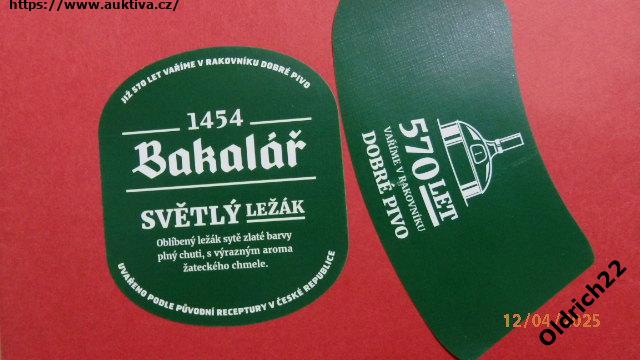 https://www.auktiva.cz/
JIŽ 570 LET VAŘÍME V RAKOVNÍKU DOBRÉ PIVO
1454
Bakalář
SVĚTLÝ LEŽÁK
Oblíbený ležák sytě zlaté barvy
plný chuti, s výrazným aroma
žateckého chmele.
UVAŘENO PODLE PŮVODNÍ RECEPTURY V ČESKÉ REPUBLICE
570 LET
VAŘÍME V RAKOVNÍKU
DOBRÉ PIVO
12/04/2025
Oldrich22